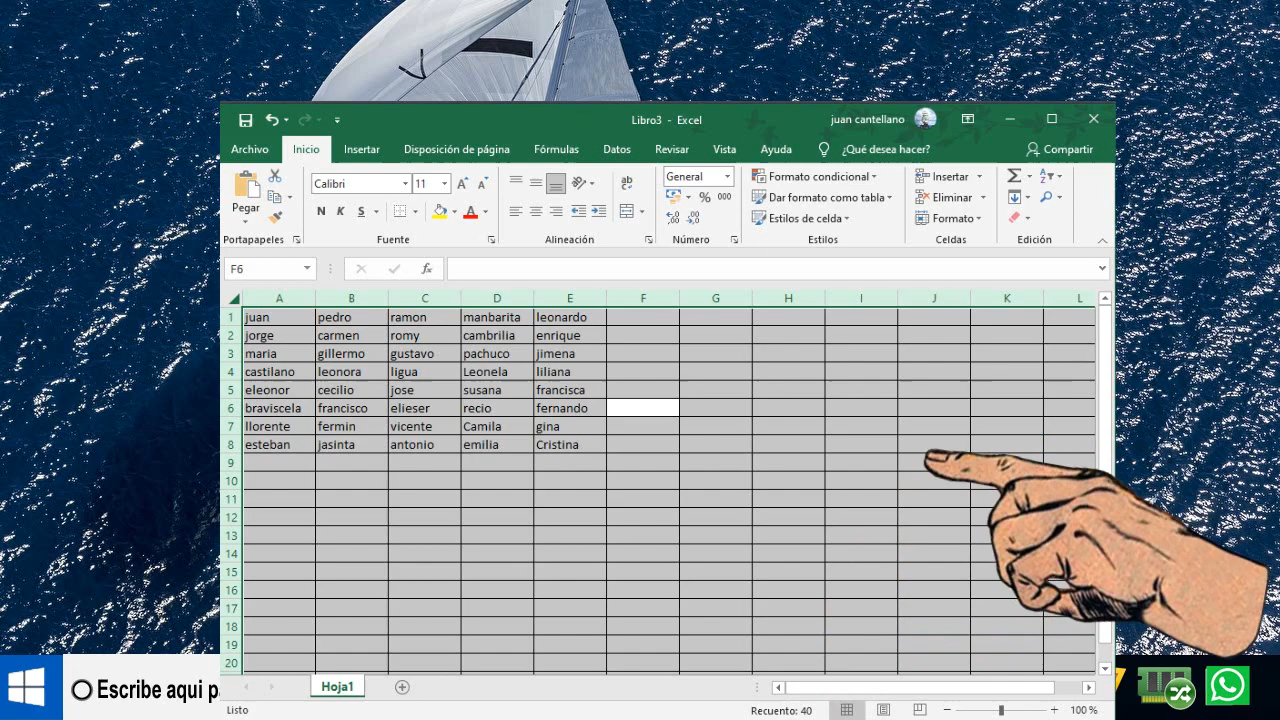 Libro3 - Excel
juan cantellano
Archivo Inicio Insertar Disposición de página Fórmulas Datos Revisar Vista Ayuda ¿Qué desea hacer? Compartir
Pegar
Calibri 11
N K S
ab
General
% 000
Formato condicional
Dar formato como tabla
Estilos de celda
Insertar
Eliminar
Formato
Portapapeles Fuente Alineación Número Estilos Celdas Edición
F6 fx
A B C D E F G H I J K L
1 juan pedro ramon manbarita leonardo
2 jorge carmen romy cambrilia enrique
3 maria gillermo gustavo pachuco jimena
4 castilano leonora ligua Leonela liliana
5 eleonor cecilio jose susana francisca
6 braviscela francisco elieser recio fernando
7 llorente fermin vicente Camila gina
8 esteban jasinta antonio emilia Cristina
9
10
11
12
13
14
15
16
17
18
19
20
Hoja1
Escribe aqui pa
Listo Recuento: 40 100 %